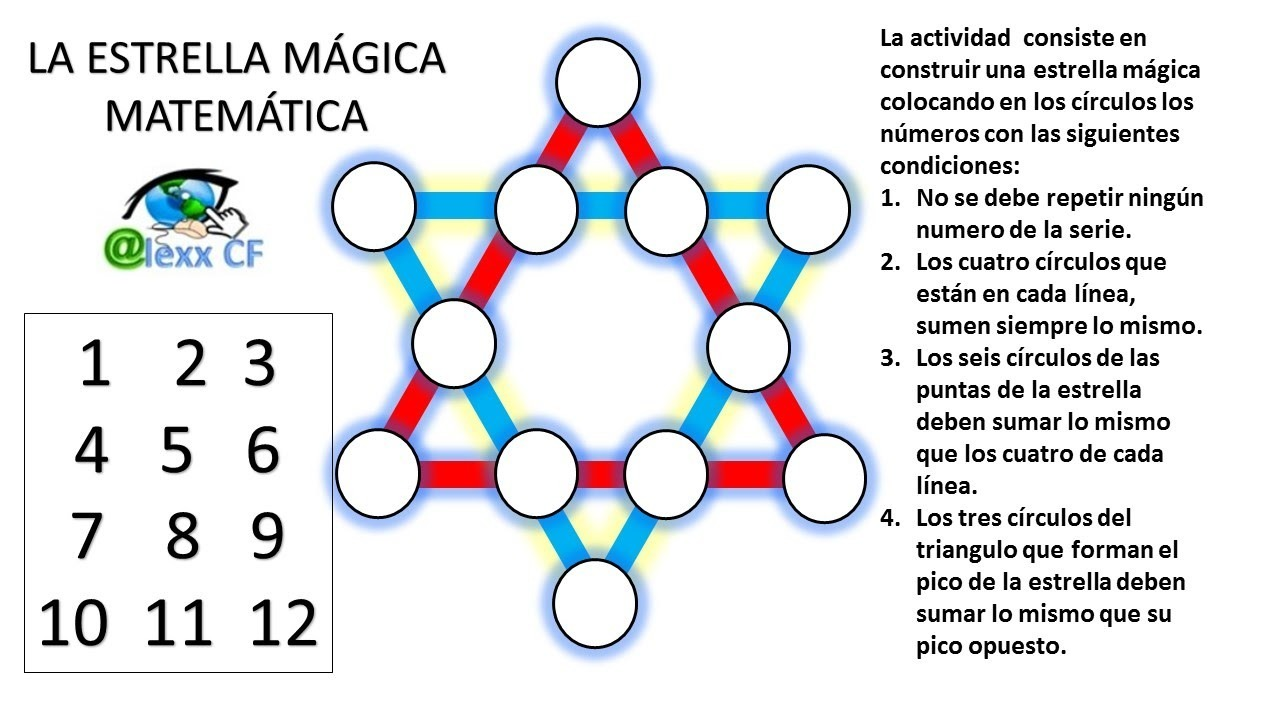 LA ESTRELLA MÁGICA
MATEMÁTICA
@lexx CF
1 2 3
4 5 6
7 8 9
10 11 12
La actividad consiste en
construir una estrella mágica
colocando en los círculos los
números con las siguientes
condiciones:
1. No se debe repetir ningún
numero de la serie.
2. Los cuatro círculos que
están en cada línea,
sumen siempre lo mismo.
3. Los seis círculos de las
puntas de la estrella
deben sumar lo mismo
que los cuatro de cada
línea.
4. Los tres círculos del
triangulo que forman el
pico de la estrella deben
sumar lo mismo que su
pico opuesto.